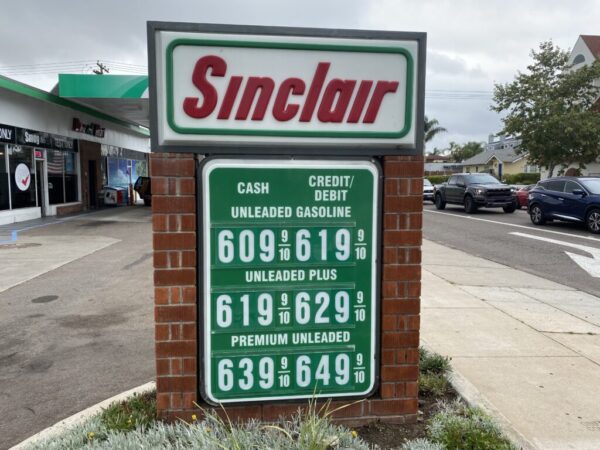 Sinclair
CASH CREDIT/ DEBIT
UNLEADED GASOLINE
609 9/10 619 9/10
UNLEADED PLUS
619 9/10 629 9/10
PREMIUM UNLEADED
639 9/10 649 9/10